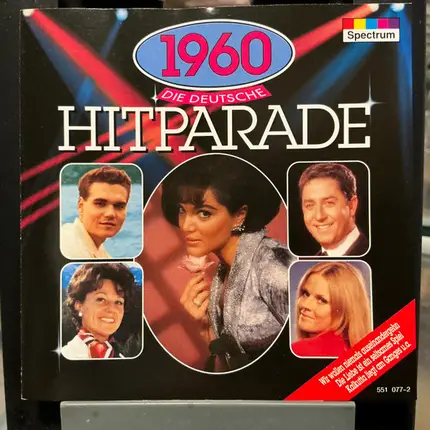 Spectrum
1960
DIE DEUTSCHE
HITPARADE
Wir wollen niemals auseinandergehn
Die Liebe ist ein seltsames Spiel
Kalkutta liegt am Ganges u.a.
551 077-2